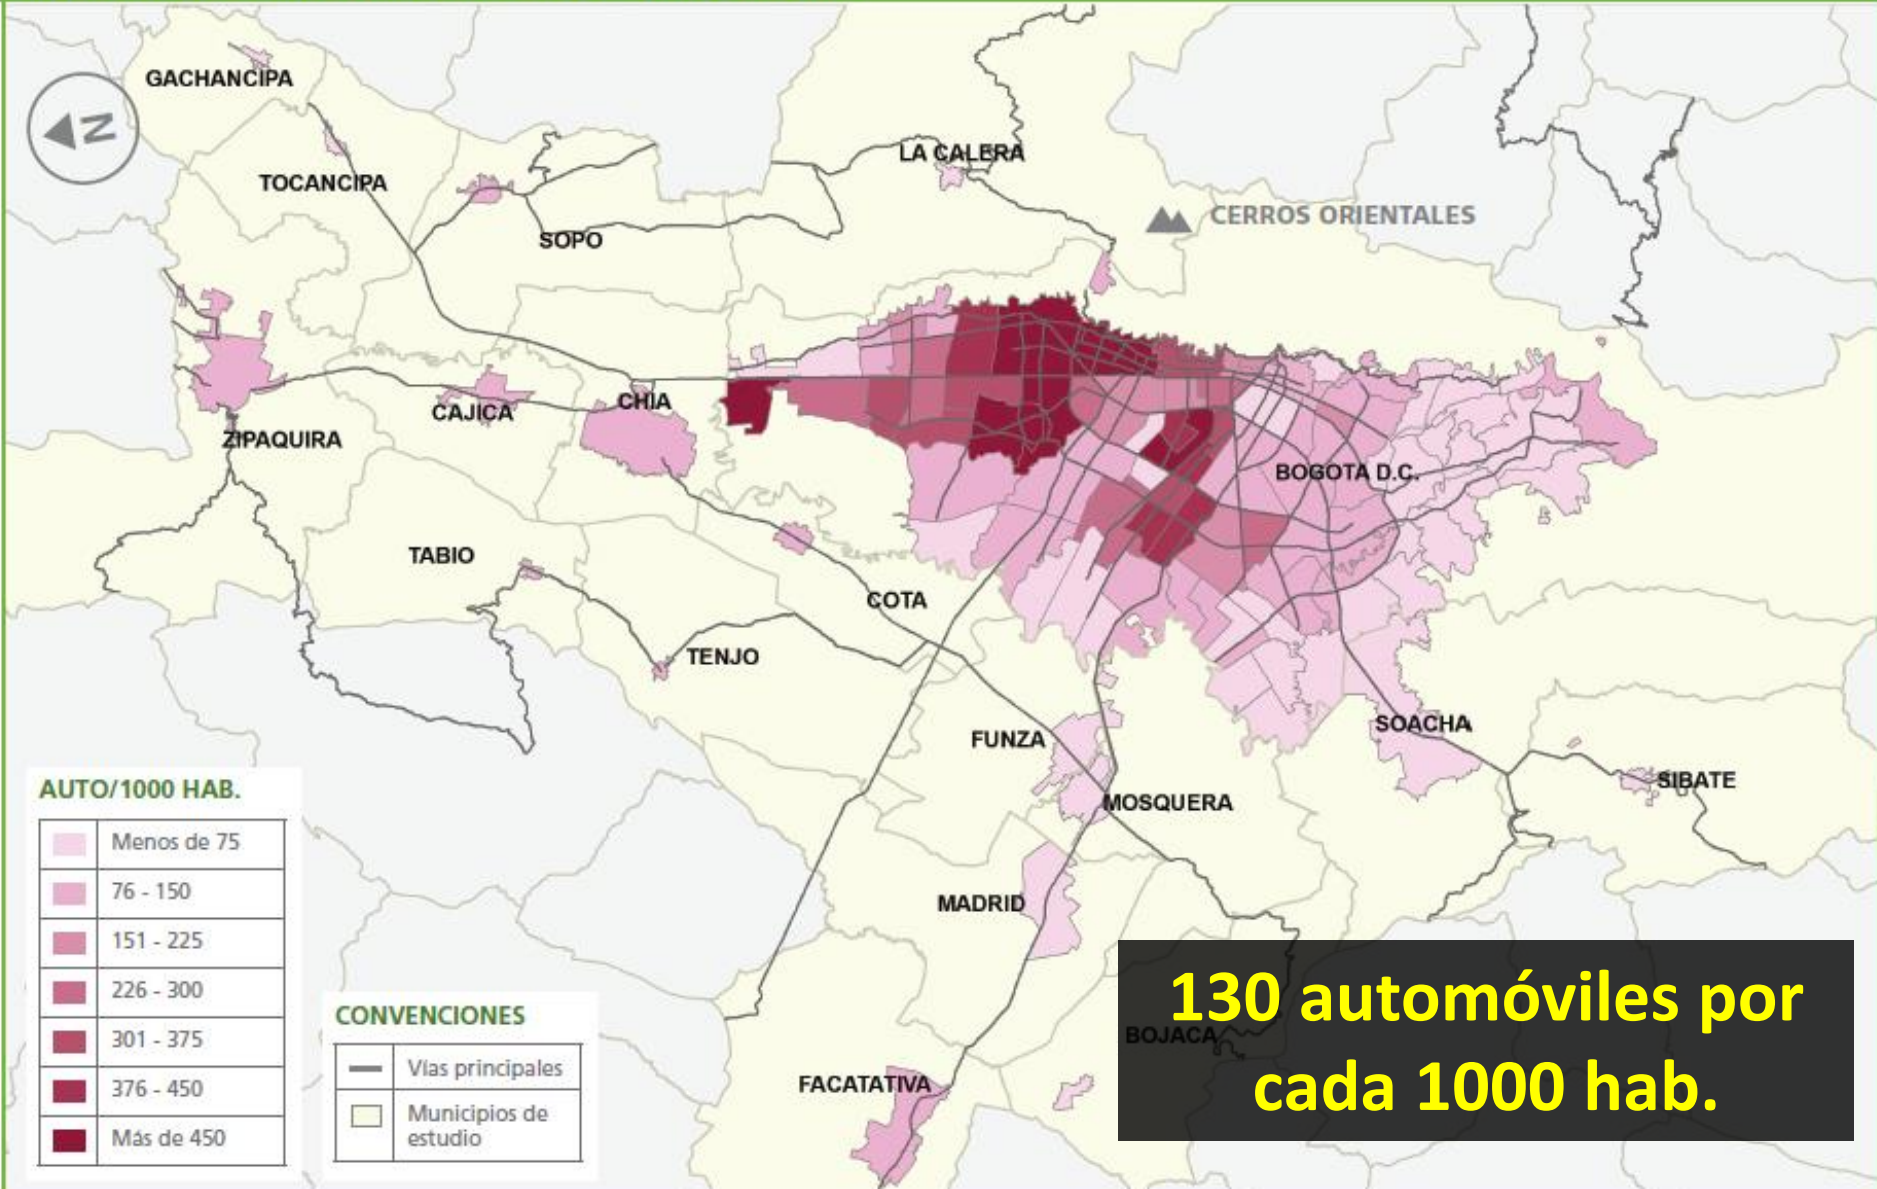 GACHANCIPA
N
TOCANCIPA
LA CALERA
SOPO
CERROS ORIENTALES
CAJICA
CHIA
ZIPAQUIRA
BOGOTA D.C.
TABIO
COTA
TENJO
FUNZA
SOACHA
SIBATE
MOSQUERA
MADRID
BOJACA
FACATATIVA
AUTO/1000 HAB.
Menos de 75
76 - 150
151 - 225
226 - 300
301 - 375
376 - 450
Más de 450
CONVENCIONES
Vías principales
Municipios de
estudio
130 automóviles por
cada 1000 hab.